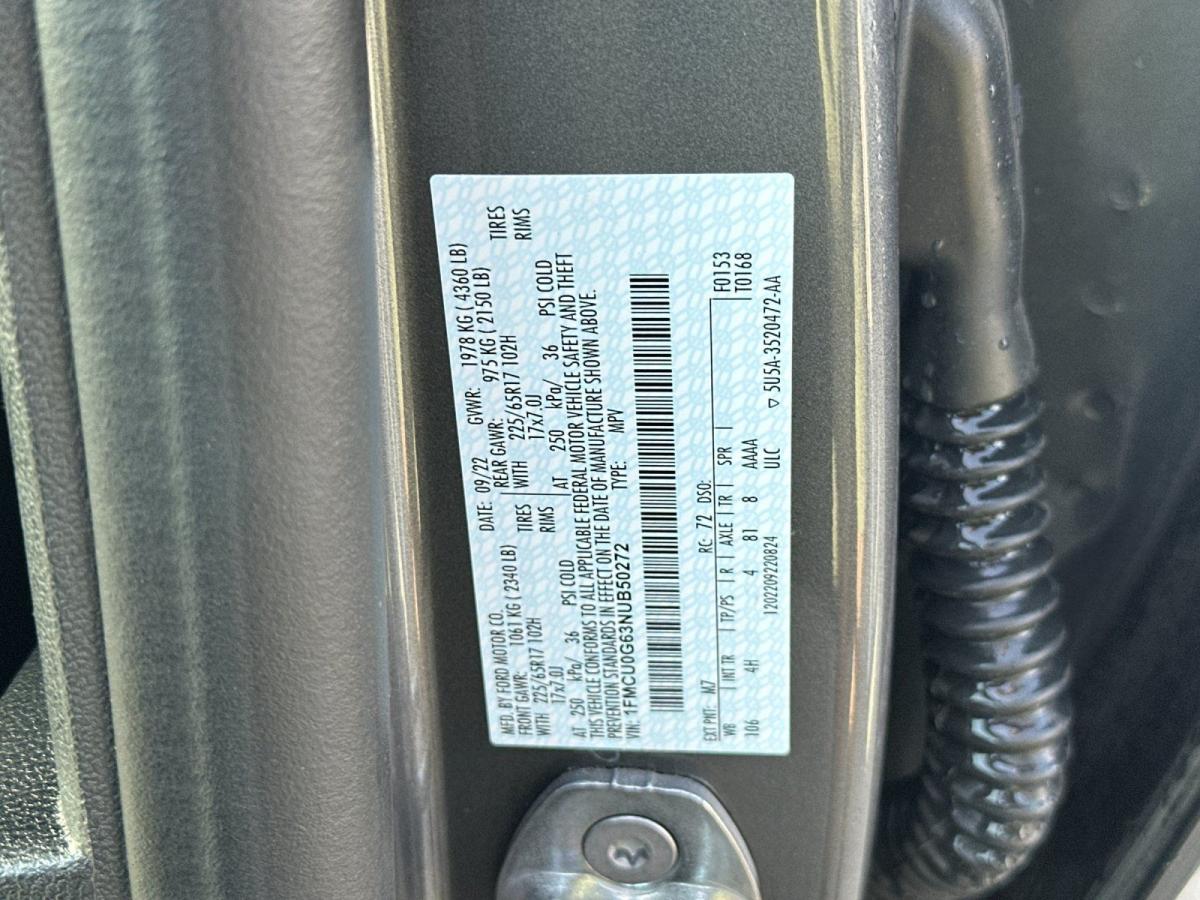 MFD. BY FORD MOTOR CO.
DATE: 09/22 GVWR: 1978 KG ( 4360 LB)
FRONT GAWR: 1061 KG ( 2340 LB) REAR GAWR: 975 KG ( 2150 LB)
WITH 225/65R17 102H TIRES WITH 225/65R17 102H TIRES
17x7.0J RIMS 17x7.0J RIMS
AT 250 kPa/ 36 PSI COLD AT 250 kPa/ 36 PSI COLD
THIS VEHICLE CONFORMS TO ALL APPLICABLE FEDERAL MOTOR VEHICLE SAFETY AND THEFT
PREVENTION STANDARDS IN EFFECT ON THE DATE OF MANUFACTURE SHOWN ABOVE.
VIN: 1FMCU0G63NUB50272 TYPE: MPV
EXT PNT: M7 RC: 72 DSO: F0153
WB INT TR TP/PS R AXLE TR SPR T0168
106 4H 4 81 8 AAAA
1202209220824 ULC ▽ 5U5A-3520472-AA